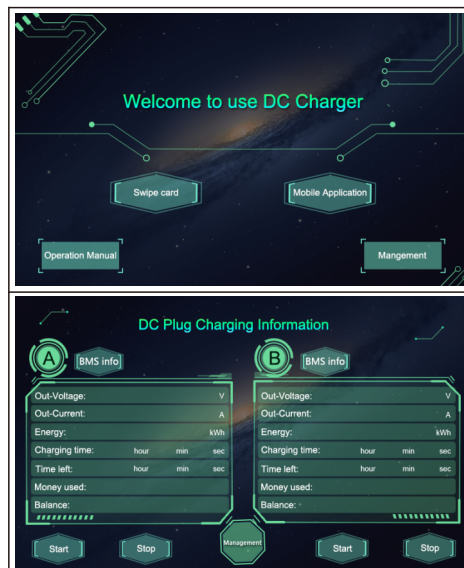 Welcome to use DC Charger
Swipe card
Mobile Application
Operation Manual
Mangement
DC Plug Charging Information
A
BMS info
B
BMS info
Out-Voltage: V
Out-Current: A
Energy: kWh
Charging time: hour min sec
Time left: hour min sec
Money used:
Balance:
Out-Voltage: V
Out-Current: A
Energy: kWh
Charging time: hour min sec
Time left: hour min sec
Money used:
Balance:
Start
Stop
Management
Start
Stop